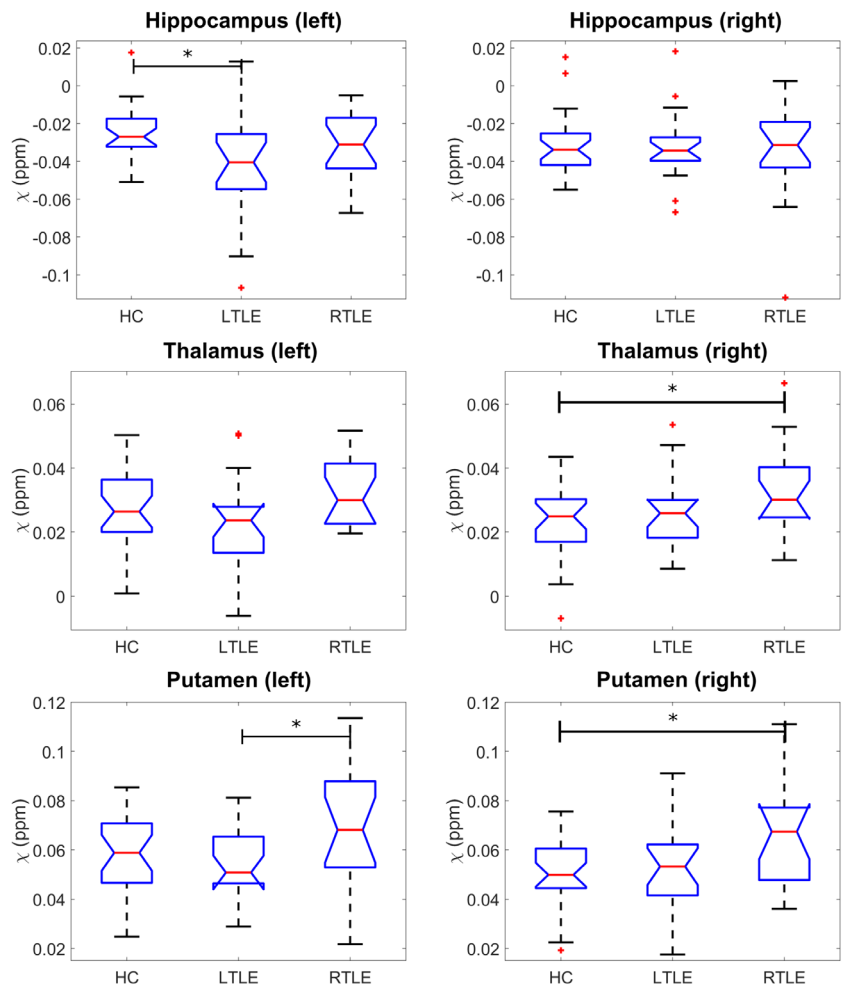 Hippocampus (left)
0.02
0
-0.02
-0.04
-0.06
-0.08
-0.1
χ (ppm)
*
HC LTLE RTLE
Hippocampus (right)
0.02
0
-0.02
-0.04
-0.06
-0.08
-0.1
χ (ppm)
HC LTLE RTLE
Thalamus (left)
0.06
0.04
0.02
0
χ (ppm)
HC LTLE RTLE
Thalamus (right)
0.06
0.04
0.02
0
χ (ppm)
*
HC LTLE RTLE
Putamen (left)
0.12
0.1
0.08
0.06
0.04
0.02
χ (ppm)
*
HC LTLE RTLE
Putamen (right)
0.12
0.1
0.08
0.06
0.04
0.02
χ (ppm)
*
HC LTLE RTLE